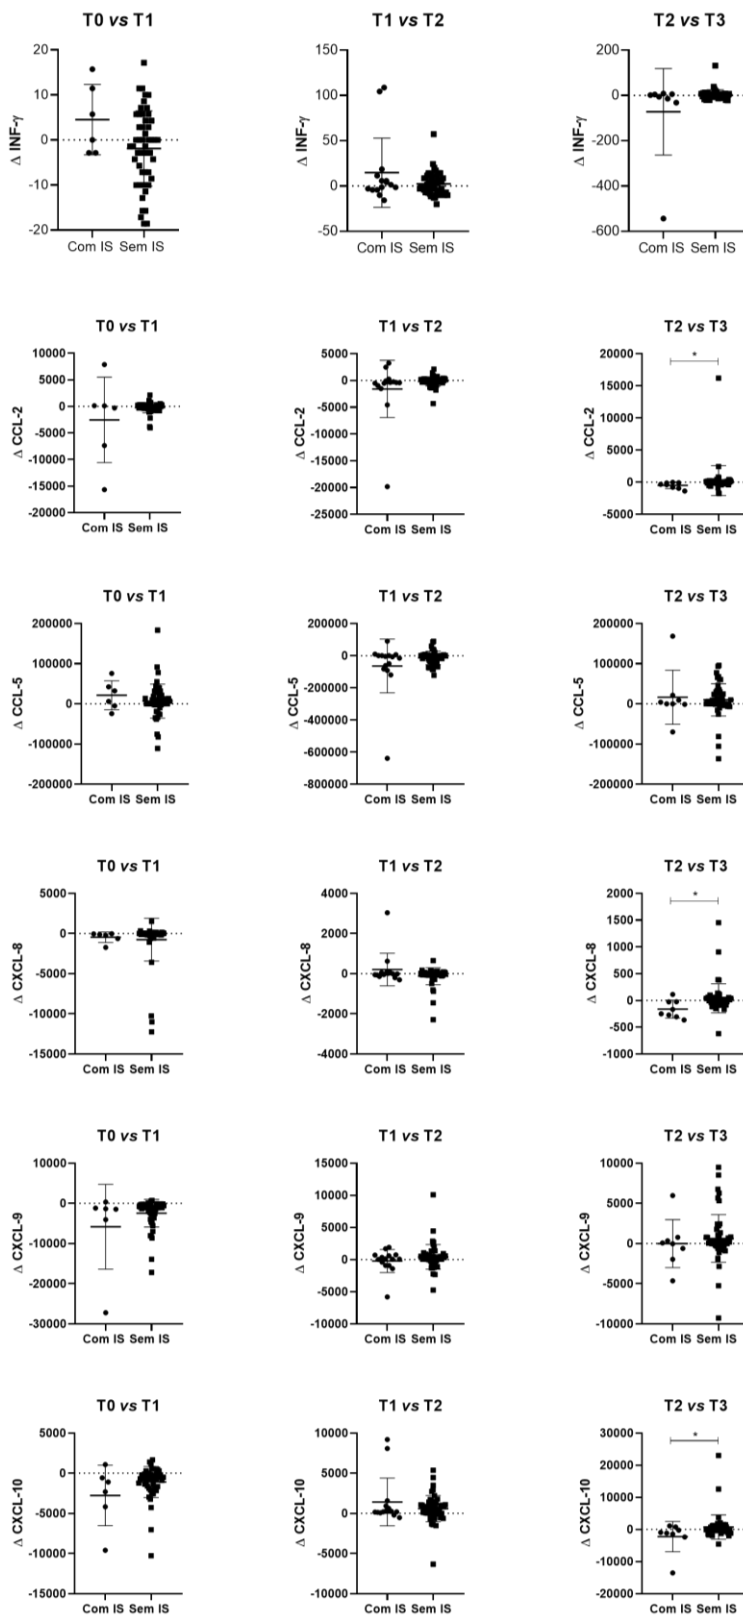 T0 vs T1
T1 vs T2
T2 vs T3
Δ INF-γ
20
10
0
-10
-20
Com IS Sem IS
Δ INF-γ
150
100
50
0
-50
Com IS Sem IS
Δ INF-γ
200
0
-200
-400
-600
Com IS Sem IS
T0 vs T1
T1 vs T2
T2 vs T3
Δ CCL-2
10000
5000
0
-5000
-10000
-15000
-20000
Com IS Sem IS
Δ CCL-2
5000
0
-5000
-10000
-15000
-20000
-25000
Com IS Sem IS
Δ CCL-2
20000
15000
10000
5000
0
-5000
*
Com IS Sem IS
T0 vs T1
T1 vs T2
T2 vs T3
Δ CCL-5
200000
100000
0
-100000
-200000
Com IS Sem IS
Δ CCL-5
200000
0
-200000
-400000
-600000
-800000
Com IS Sem IS
Δ CCL-5
200000
100000
0
-100000
-200000
Com IS Sem IS
T0 vs T1
T1 vs T2
T2 vs T3
Δ CXCL-8
5000
0
-5000
-10000
-15000
Com IS Sem IS
Δ CXCL-8
4000
2000
0
-2000
-4000
Com IS Sem IS
Δ CXCL-8
2000
1500
1000
500
0
-500
-1000
*
Com IS Sem IS
T0 vs T1
T1 vs T2
T2 vs T3
Δ CXCL-9
10000
0
-10000
-20000
-30000
Com IS Sem IS
Δ CXCL-9
15000
10000
5000
0
-5000
-10000
Com IS Sem IS
Δ CXCL-9
10000
5000
0
-5000
-10000
Com IS Sem IS
T0 vs T1
T1 vs T2
T2 vs T3
Δ CXCL-10
5000
0
-5000
-10000
-15000
Com IS Sem IS
Δ CXCL-10
10000
5000
0
-5000
-10000
Com IS Sem IS
Δ CXCL-10
30000
20000
10000
0
-10000
-20000
*
Com IS Sem IS